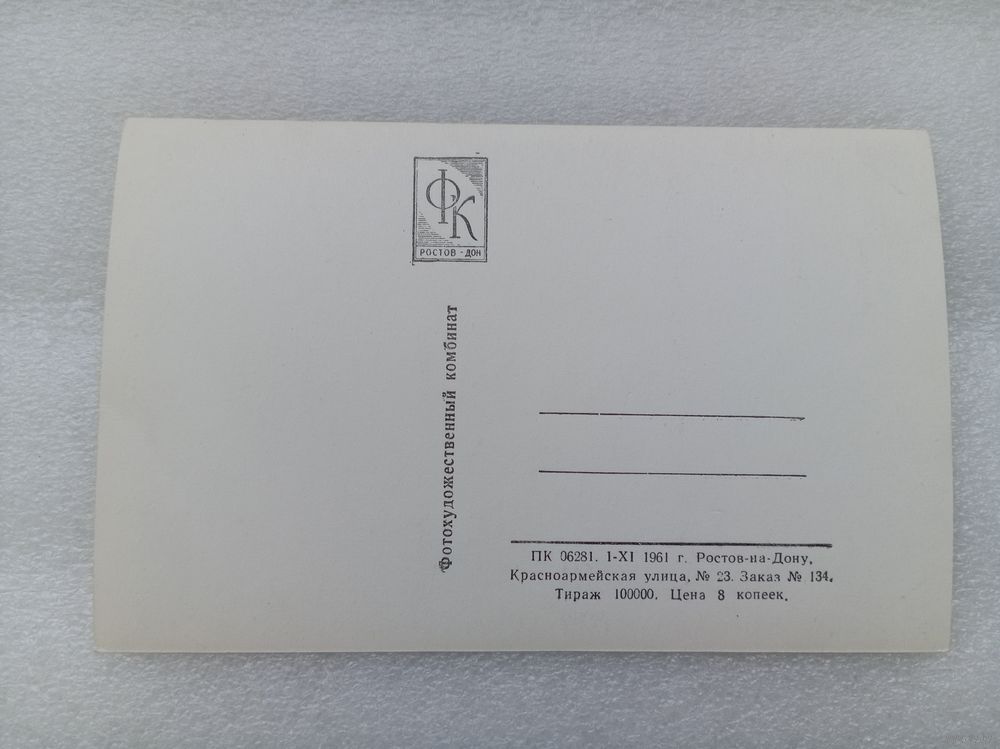 ФК
РОСТОВ - ДОН
Фотохудожественный комбинат
ПК 06281. 1-XI 1961 г. Ростов-на-Дону,
Красноармейская улица, № 23. Заказ № 134.
Тираж 100000. Цена 8 копеек.